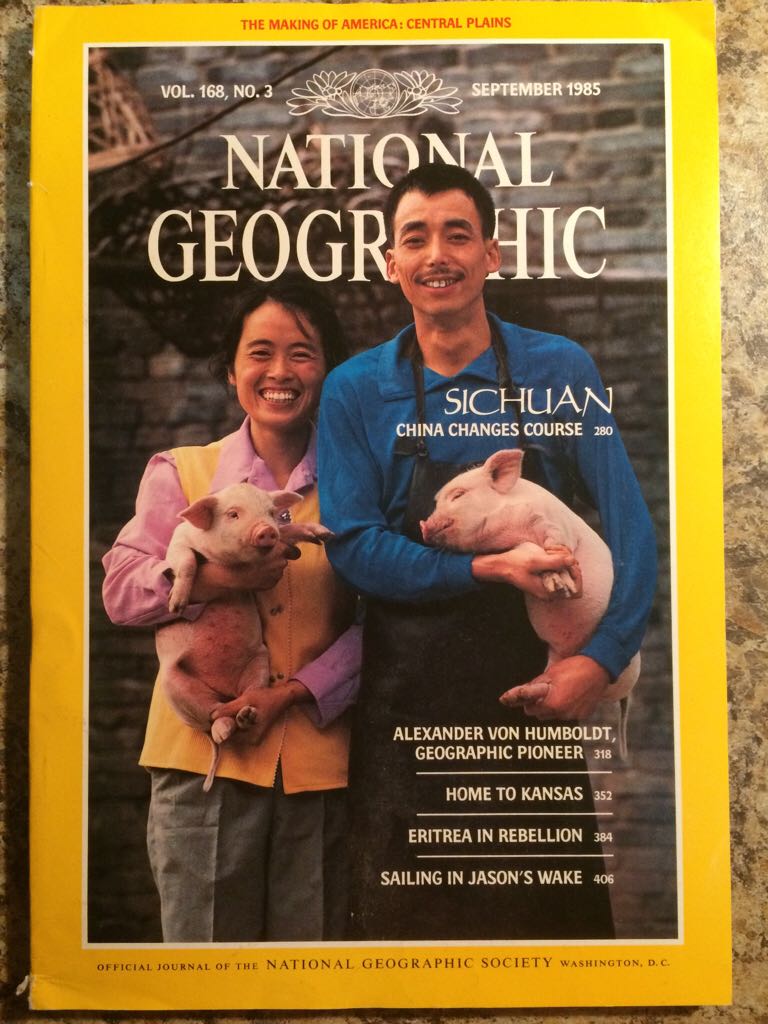 THE MAKING OF AMERICA: CENTRAL PLAINS
VOL. 168, NO. 3
SEPTEMBER 1985
NATIONAL
GEOGRAPHIC
SICHUAN
CHINA CHANGES COURSE 280
ALEXANDER VON HUMBOLDT,
GEOGRAPHIC PIONEER 318
HOME TO KANSAS 352
ERITREA IN REBELLION 384
SAILING IN JASON'S WAKE 406
OFFICIAL JOURNAL OF THE NATIONAL GEOGRAPHIC SOCIETY WASHINGTON, D.C.